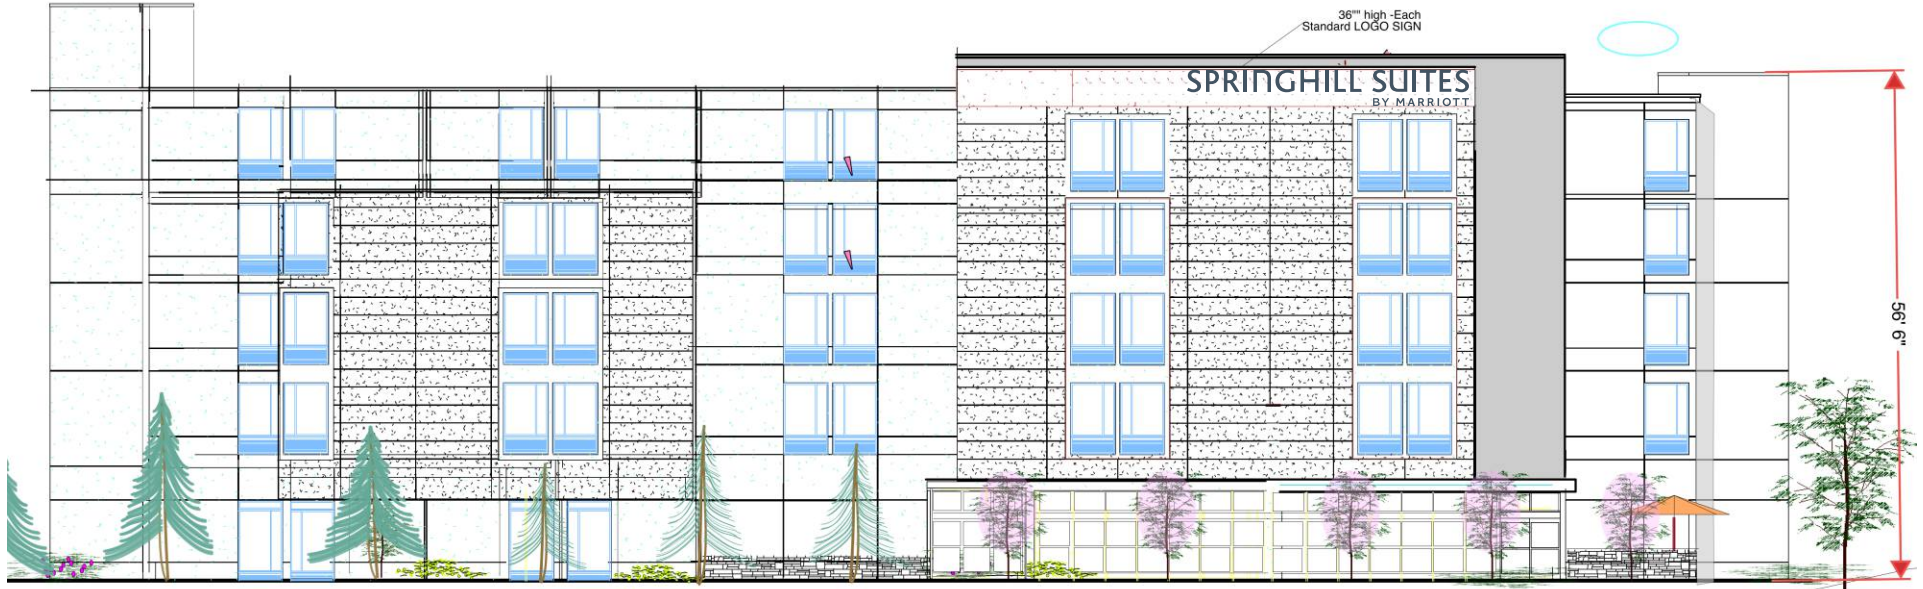 36"" high -Each
Standard LOGO SIGN
SPRINGHILL SUITES
BY MARRIOTT
56' 6"